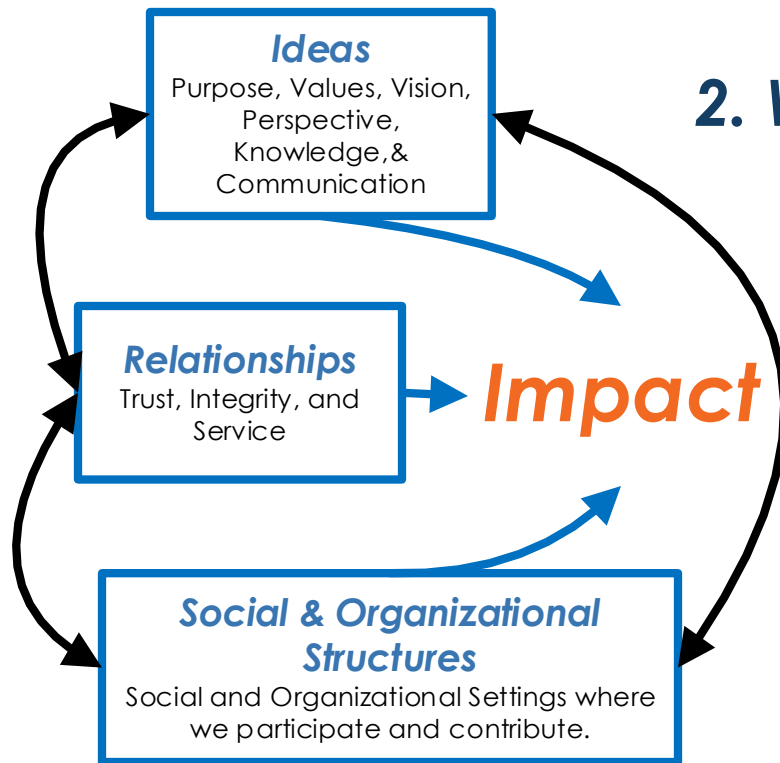 Ideas
Purpose, Values, Vision,
Perspective,
Knowledge,&
Communication
2.
Relationships
Trust, Integrity, and
Service
Impact
Social & Organizational
Structures
Social and Organizational Settings where
we participate and contribute.